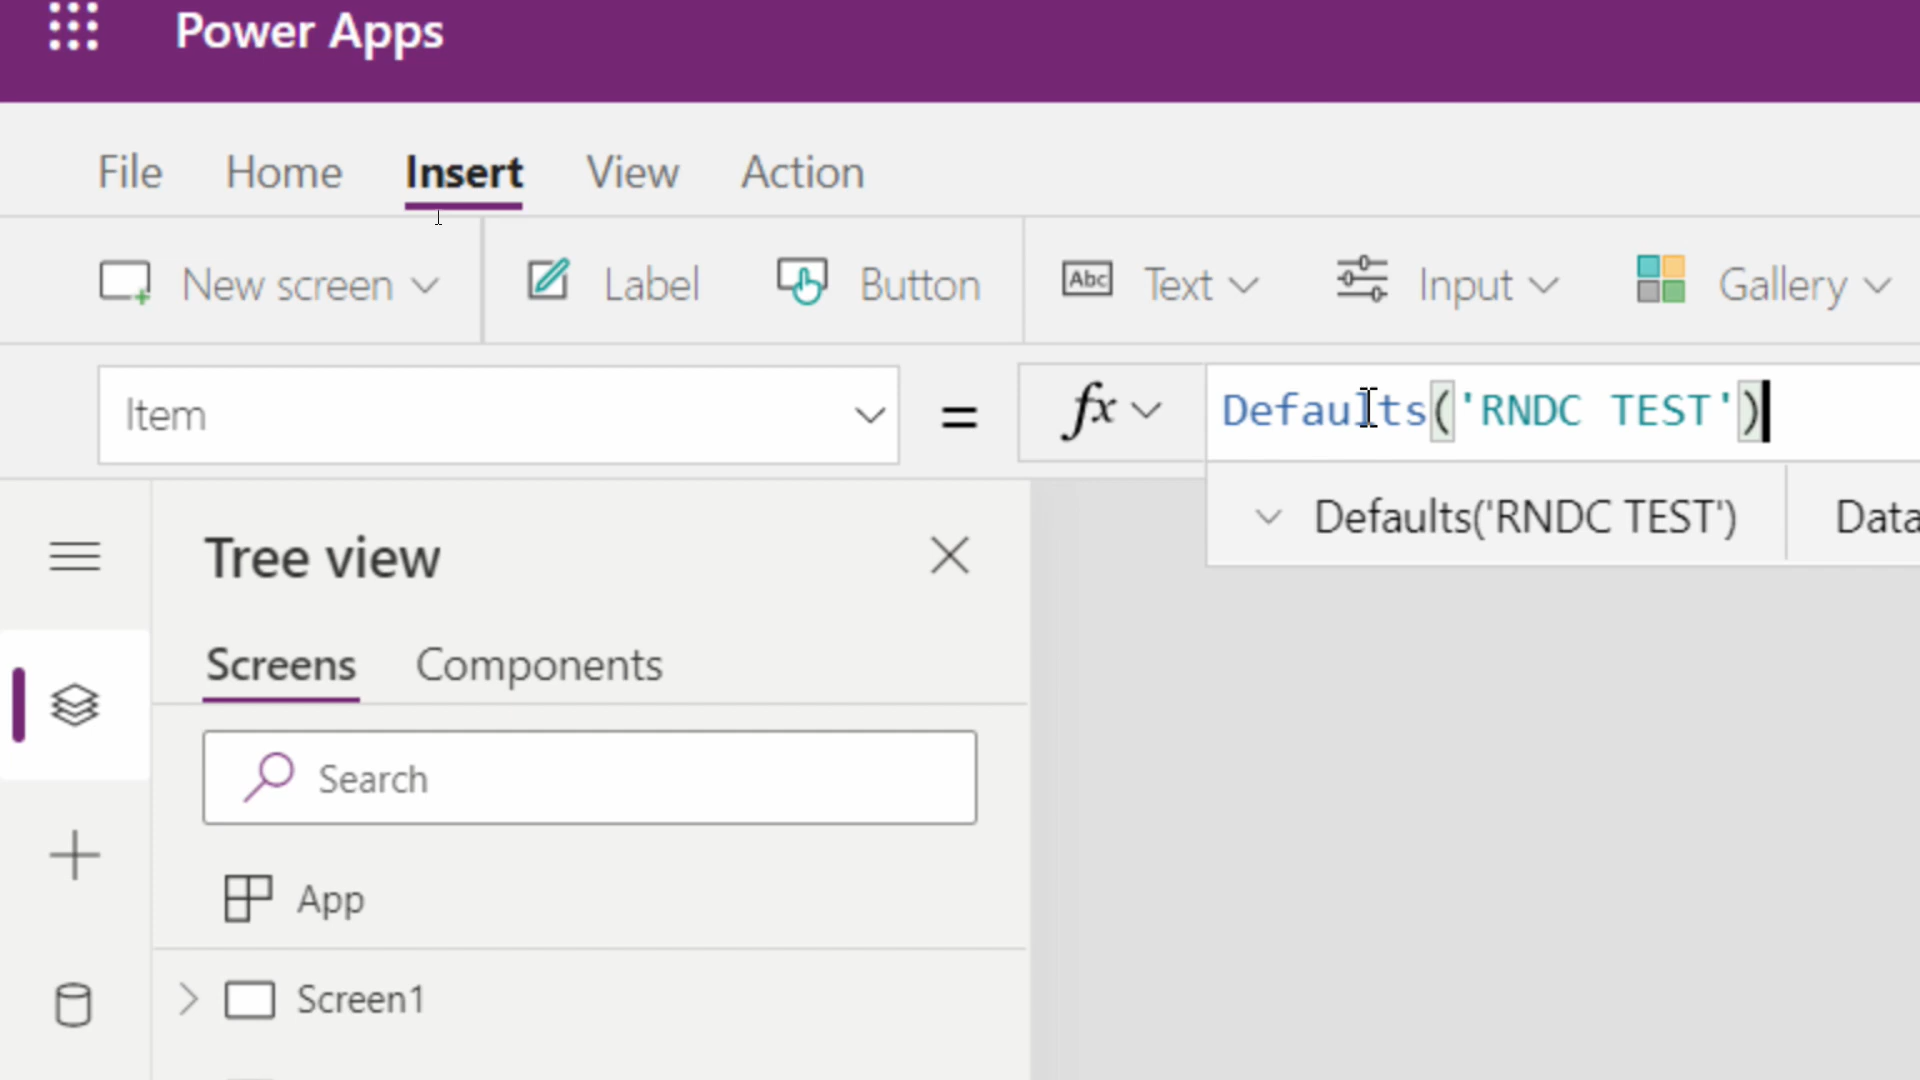 Power Apps
File Home Insert View Action
New screen Label Button Abc Text Input Gallery
Item = fx Defaults('RNDC TEST')
Defaults('RNDC TEST') Data
Tree view
Screens Components
Search
App
Screen1